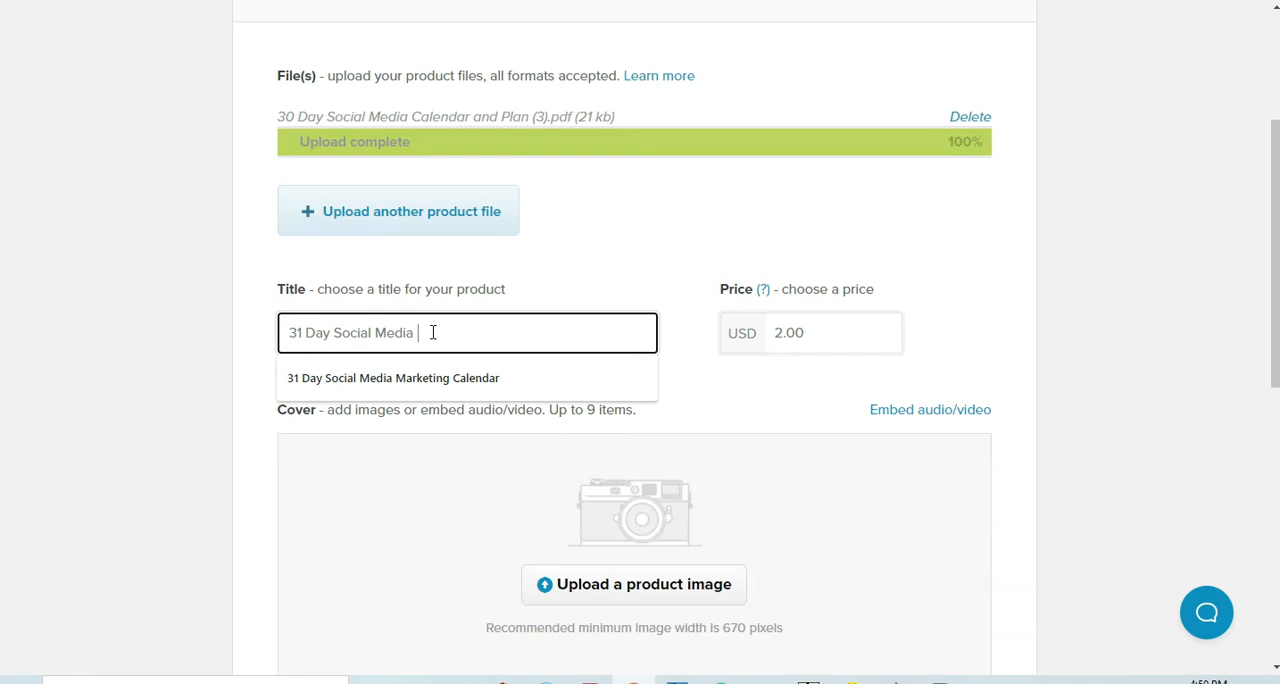 File(s) - upload your product files, all formats accepted. Learn more
30 Day Social Media Calendar and Plan (3).pdf (21 kb) Delete
Upload complete 100%
+ Upload another product file
Title - choose a title for your product Price (?) - choose a price
31 Day Social Media USD 2.00
31 Day Social Media Marketing Calendar
Cover - add images or embed audio/video. Up to 9 items. Embed audio/video
Upload a product image
Recommended minimum image width is 670 pixels
4:50 PM